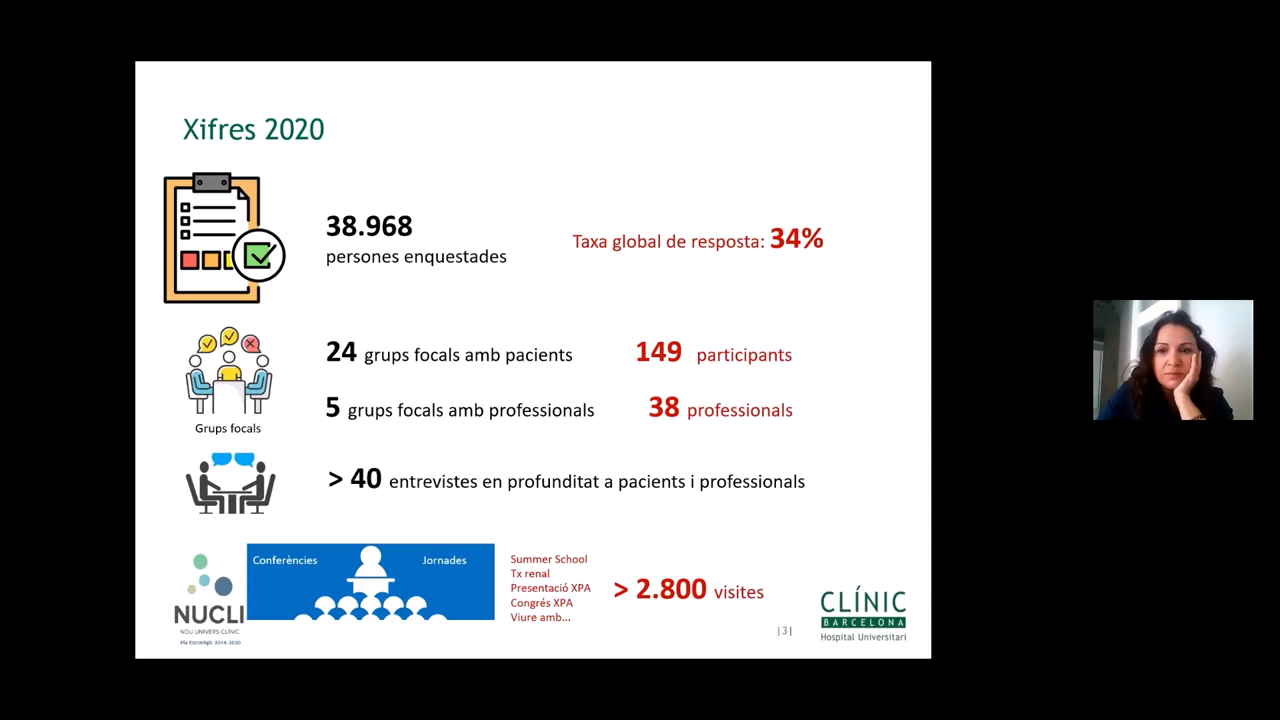 Xifres 2020
38.968
persones enquestades
Taxa global de resposta: 34%
24 grups focals amb pacients
149 participants
5 grups focals amb professionals
38 professionals
Grups focals
> 40 entrevistes en profunditat a pacients i professionals
Conferències
Jornades
Summer School
Tx renal
Presentació XPA
Congrés XPA
Viure amb...
> 2.800 visites
NUCLI
NOU UNIVERS CLÍNIC
Pla Estratègic 2016-2020
|3|
CLÍNIC
BARCELONA
Hospital Universitari